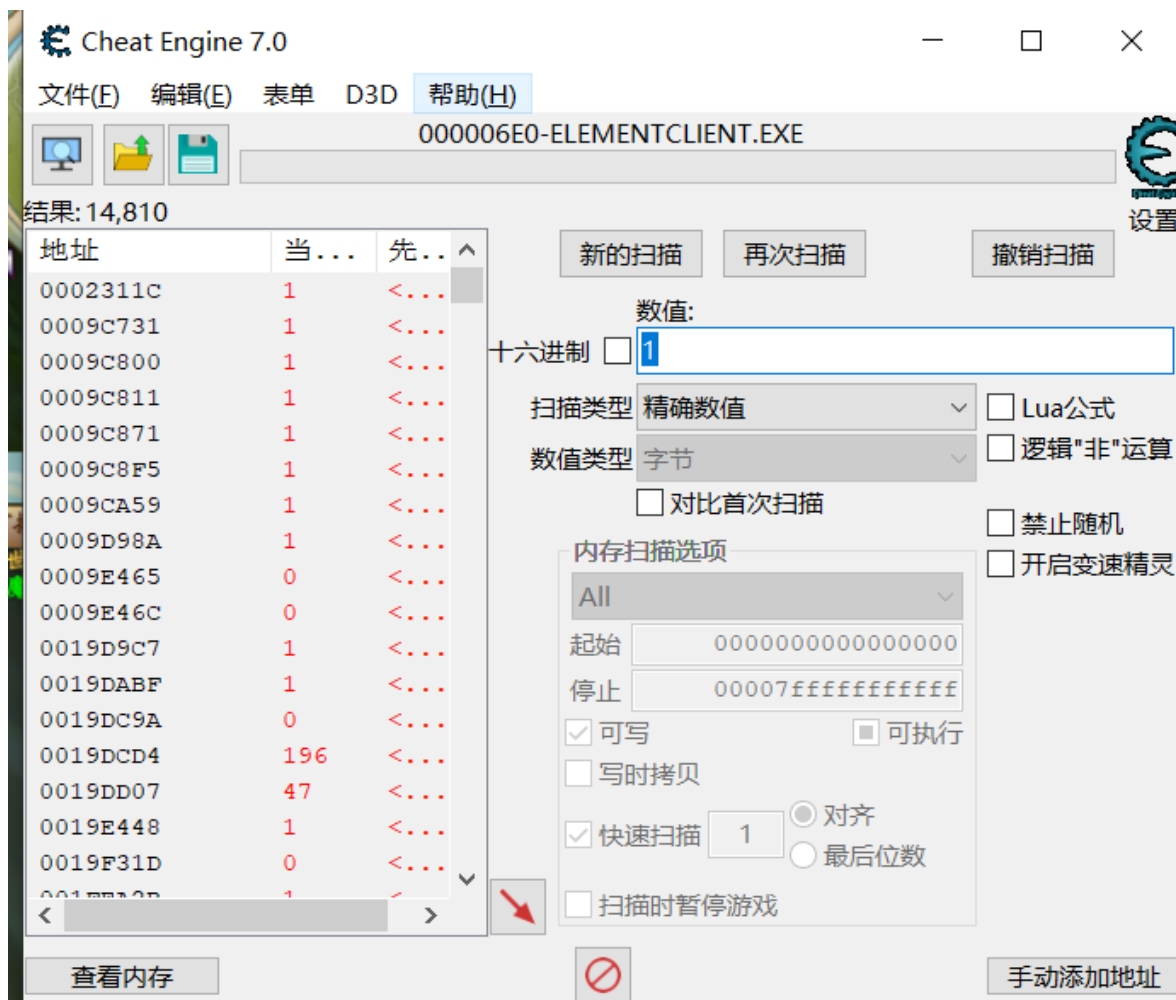 Cheat Engine 7.0
文件(F) 编辑(E) 表单 D3D 帮助(H)
000006E0-ELEMENTCLIENT.EXE
设置
结果: 14,810
地址 当... 先...
0002311C 1 <...
0009C731 1 <...
0009C800 1 <...
0009C811 1 <...
0009C871 1 <...
0009C8F5 1 <...
0009CA59 1 <...
0009D98A 1 <...
0009E465 0 <...
0009E46C 0 <...
0019D9C7 1 <...
0019DABF 1 <...
0019DC9A 0 <...
0019DCD4 196 <...
0019DD07 47 <...
0019E448 1 <...
0019F31D 0 <...
新的扫描 再次扫描 撤销扫描
数值:
十六进制 1
扫描类型 精确数值 Lua公式
数值类型 字节 逻辑"非"运算
对比首次扫描
禁止随机
内存扫描选项
开启变速精灵
All
起始 0000000000000000
停止 00007fffffffffff
可写 可执行
写时拷贝
快速扫描 1 对齐
最后位数
扫描时暂停游戏
查看内存 手动添加地址